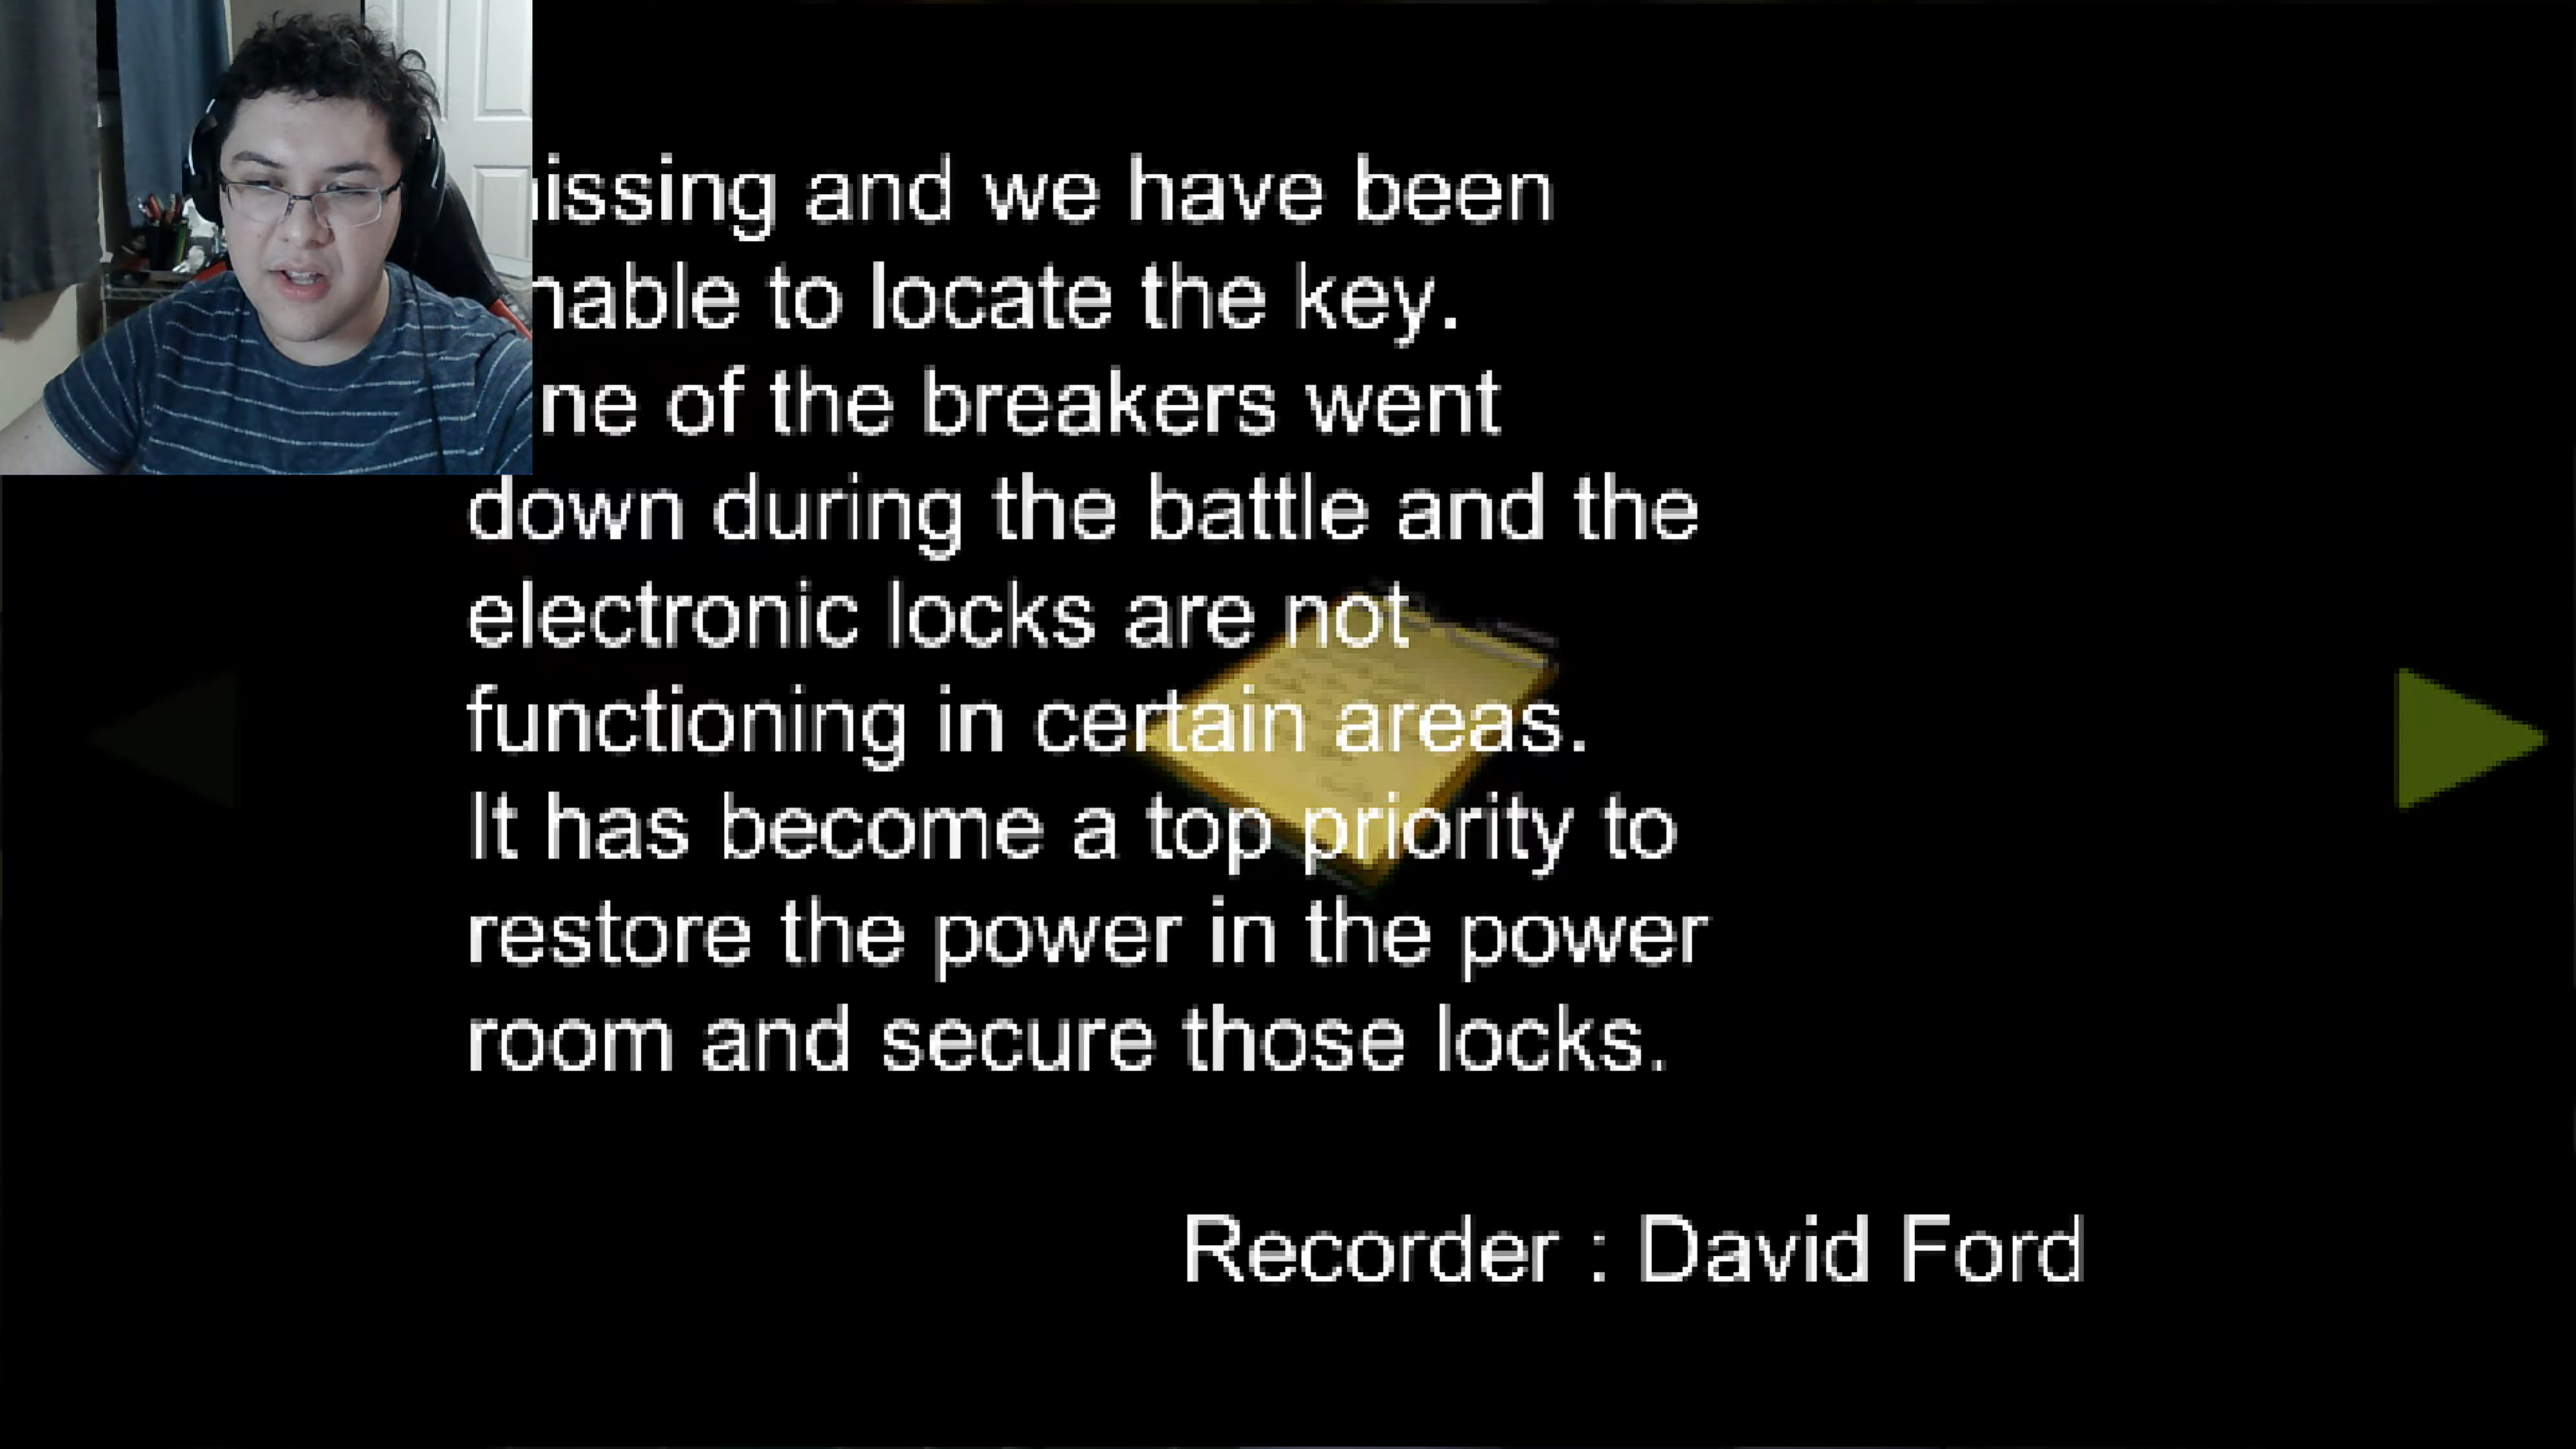 issing and we have been
nable to locate the key.
ne of the breakers went
down during the battle and the
electronic locks are not
functioning in certain areas.
It has become a top priority to
restore the power in the power
room and secure those locks.
Recorder : David Ford